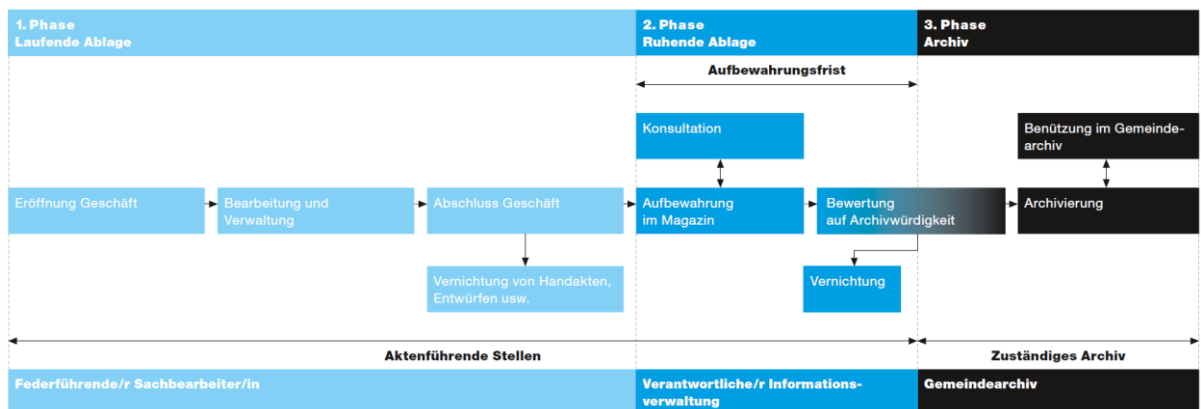 1. Phase
Laufende Ablage
2. Phase
Ruhende Ablage
3. Phase
Archiv
Aufbewahrungsfrist
Konsultation
Benützung im Gemeinde-
archiv
Eröffnung Geschäft
Bearbeitung und
Verwaltung
Abschluss Geschäft
Aufbewahrung
im Magazin
Bewertung
auf Archivwürdigkeit
Archivierung
Vernichtung von Handakten,
Entwürfen usw.
Vernichtung
Aktenführende Stellen
Zuständiges Archiv
Federführende/r Sachbearbeiter/in
Verantwortliche/r Informations-
verwaltung
Gemeindearchiv